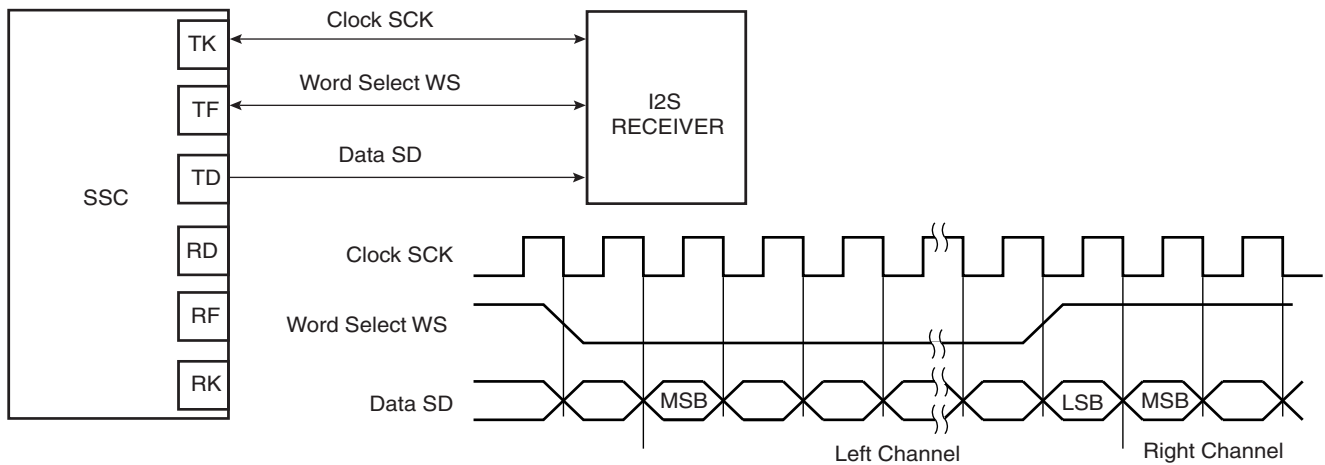 Clock SCK
TK
Word Select WS
TF
I2S
RECEIVER
Data SD
TD
SSC
RD
RF
RK
Clock SCK
Word Select WS
Data SD
MSB
LSB
MSB
Left Channel
Right Channel